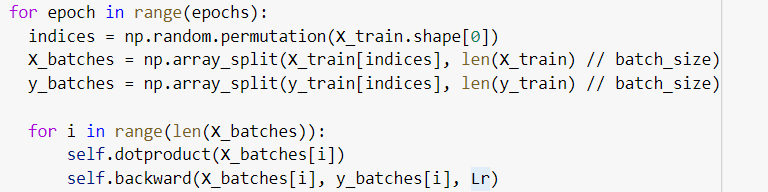 for epoch in range(epochs):
    indices = np.random.permutation(X_train.shape[0])
    X_batches = np.array_split(X_train[indices], len(X_train) // batch_size)
    y_batches = np.array_split(y_train[indices], len(y_train) // batch_size)

    for i in range(len(X_batches)):
        self.dotproduct(X_batches[i])
        self.backward(X_batches[i], y_batches[i], Lr)